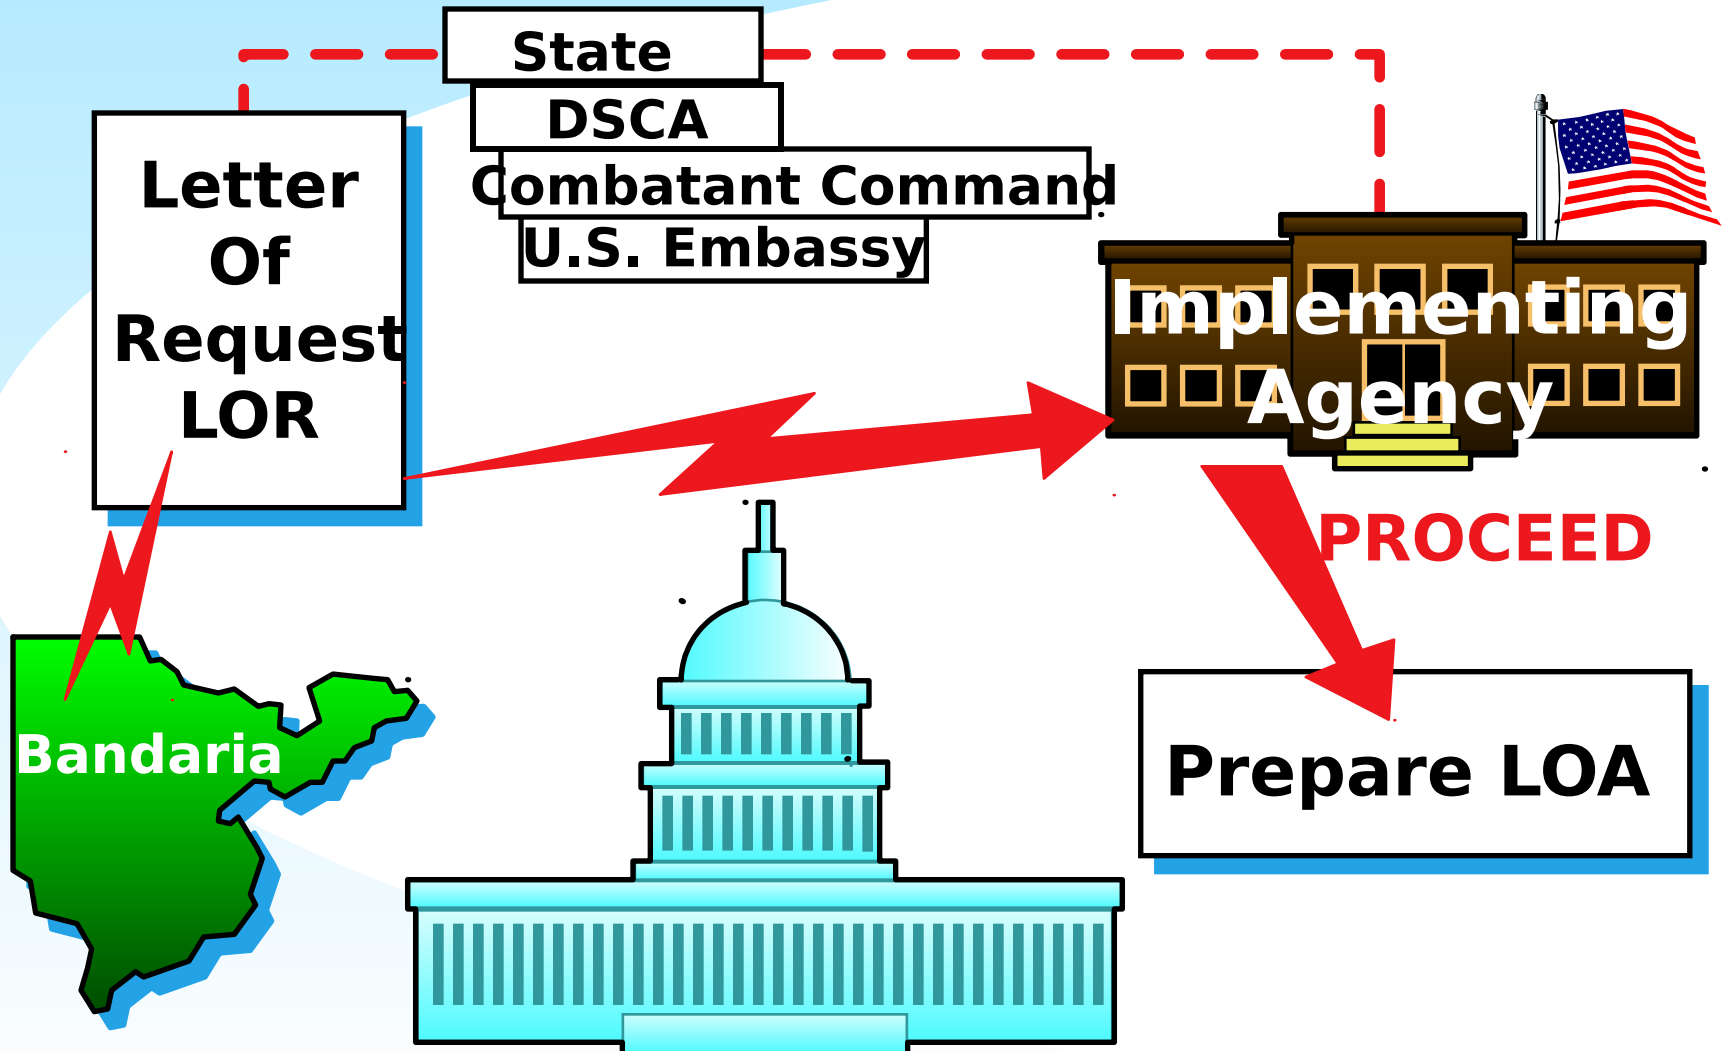 State
DSCA
Combatant Command
U.S. Embassy
Letter
Of
Request
LOR
Implementing
Agency
PROCEED
Bandaria
Prepare LOA